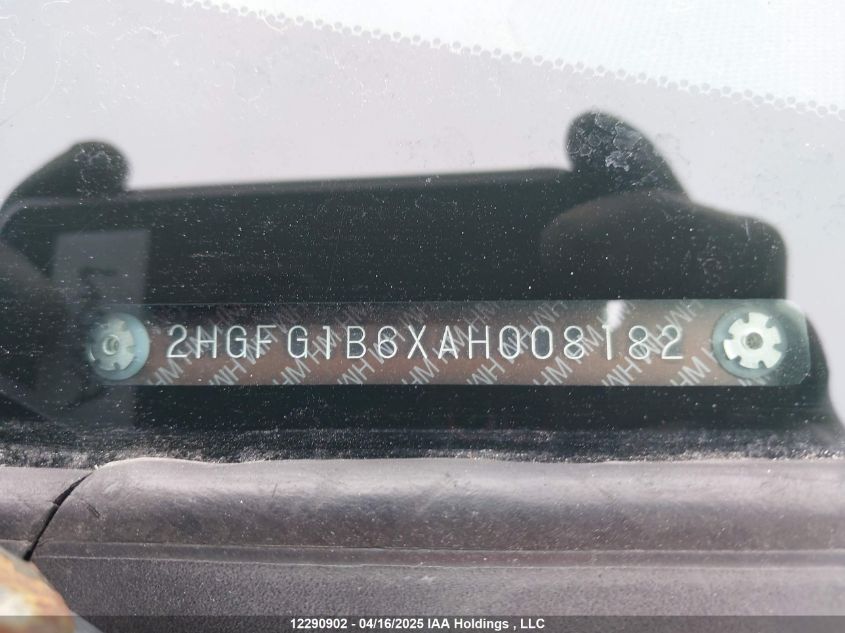 2HGFG1B6XAH008182
12290902 - 04/16/2025 IAA Holdings , LLC